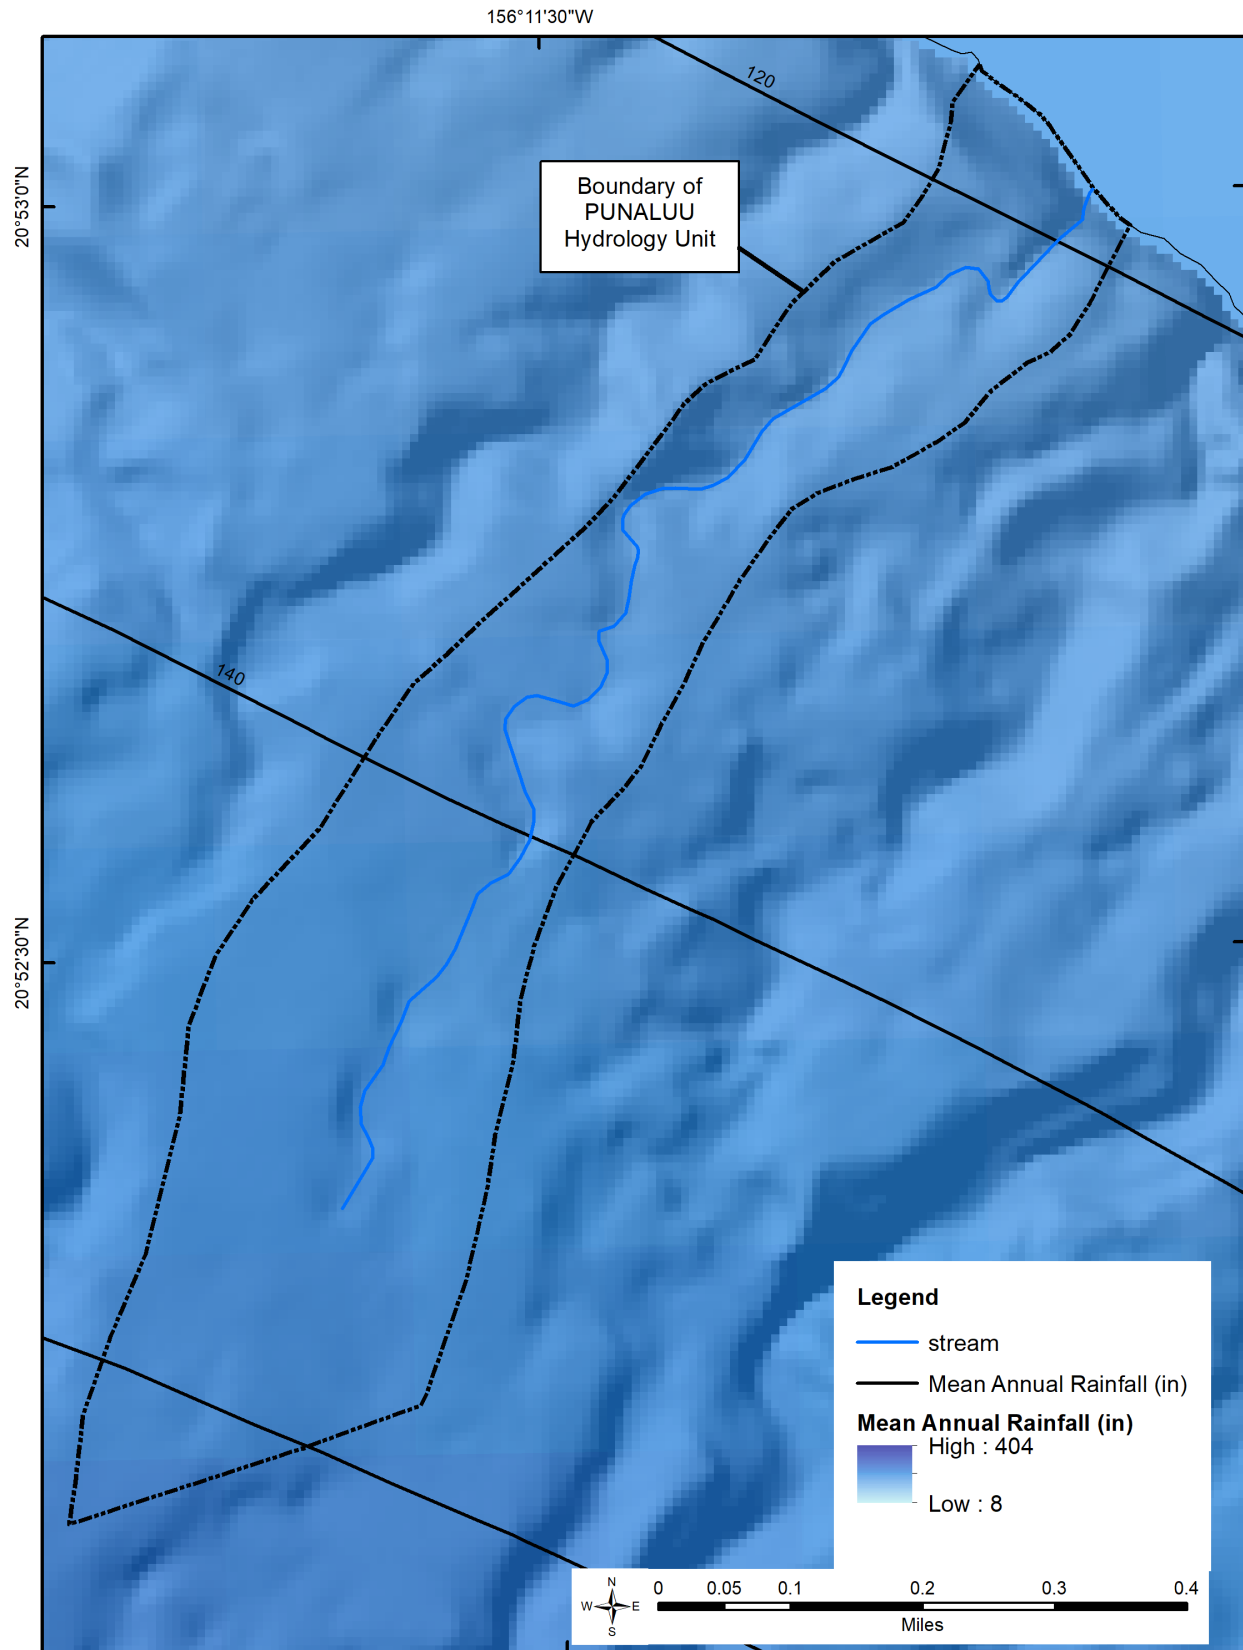 156°11'30"W
120
20°53'0"N
Boundary of
PUNALUU
Hydrology Unit
140
20°52'30"N
Legend
stream
Mean Annual Rainfall (in)
Mean Annual Rainfall (in)
High : 404
Low : 8
N
W E
S
0 0.05 0.1 0.2 0.3 0.4
Miles